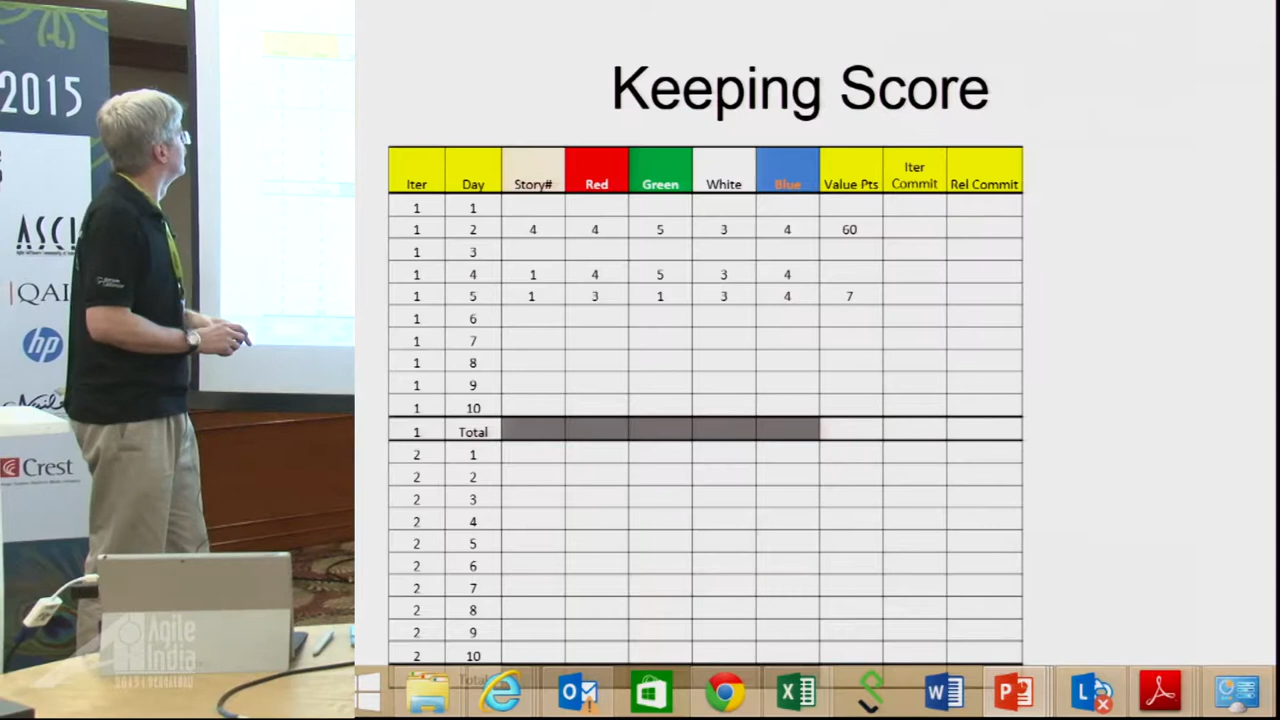 2015
ASCI
QAI
hp
Crest
Agile
India
Keeping Score
Iter Day Story# Red Green White Blue Value Pts Iter Commit Rel Commit
1 1
1 2 4 4 5 3 4 60
1 3
1 4 1 4 5 3 4
1 5 1 3 1 3 4 7
1 6
1 7
1 8
1 9
1 10
1 Total
2 1
2 2
2 3
2 4
2 5
2 6
2 7
2 8
2 9
2 10
Total